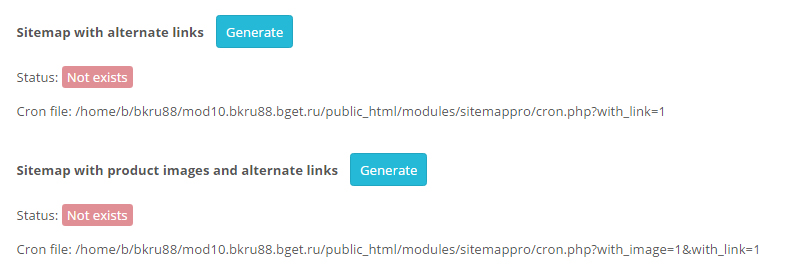 Sitemap with alternate links Generate
Status: Not exists
Cron file: /home/b/bkru88/mod10.bkru88.bget.ru/public_html/modules/sitemappro/cron.php?with_link=1
Sitemap with product images and alternate links Generate
Status: Not exists
Cron file: /home/b/bkru88/mod10.bkru88.bget.ru/public_html/modules/sitemappro/cron.php?with_image=1&with_link=1